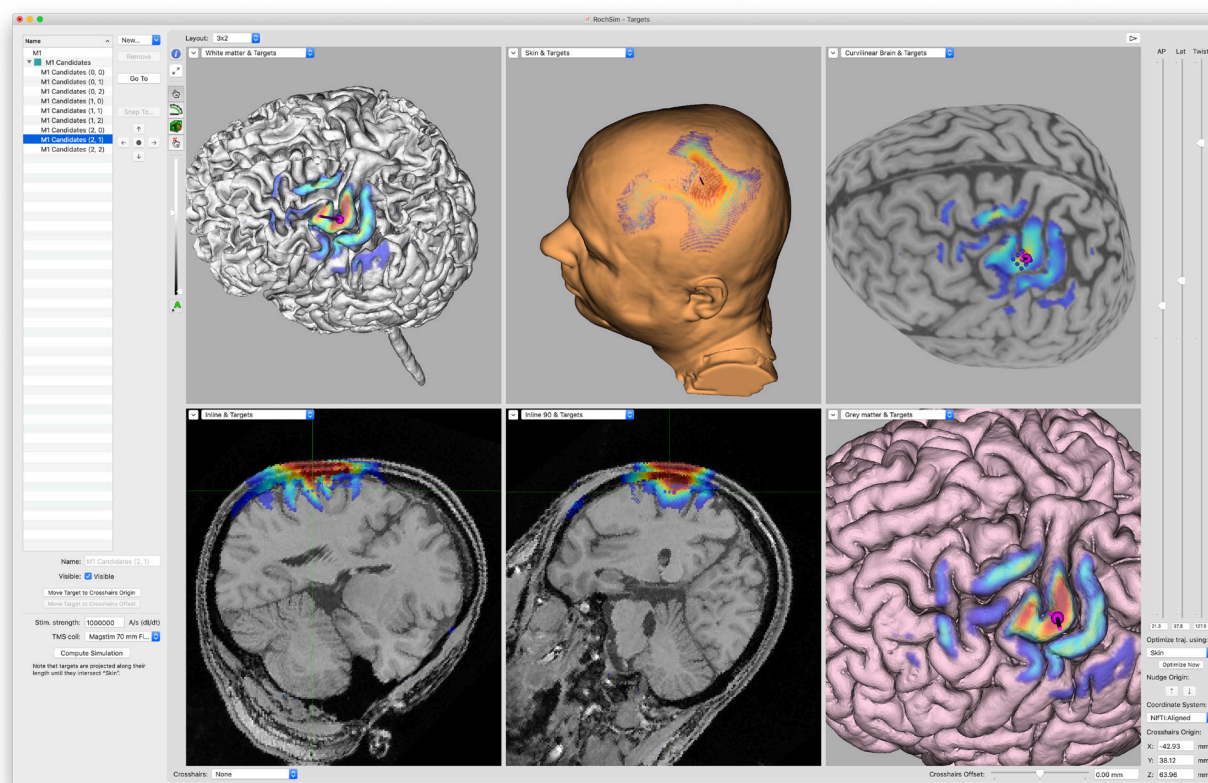 RochSim - Targets
Name
M1
M1 Candidates
M1 Candidates (0, 0)
M1 Candidates (0, 1)
M1 Candidates (0, 2)
M1 Candidates (1, 0)
M1 Candidates (1, 1)
M1 Candidates (1, 2)
M1 Candidates (2, 0)
M1 Candidates (2, 1)
M1 Candidates (2, 2)
New...
Remove
Go To
Snap To...
Name: M1 Candidates (2, 1)
Visible: Visible
Move Target to Crosshairs Origin
Move Target to Crosshairs Offset
Stim. strength: 1000000 A/s (dI/dt)
TMS coil: Magstim 70 mm Fi...
Compute Simulation
Note that targets are projected along their
length until they intersect "Skin".
Layout: 3x2
White matter & Targets
Skin & Targets
Curvilinear Brain & Targets
Inline & Targets
Inline 90 & Targets
Grey matter & Targets
Crosshairs: None
Crosshairs Offset: 0.00 mm
AP Lat Twist
21.3 37.8 127.5
Optimize traj. using:
Skin
Optimize Now
Nudge Origin:
Coordinate System:
NIfTI:Aligned
Crosshairs Origin:
X: -42.93 mm
Y: 38.12 mm
Z: 63.96 mm